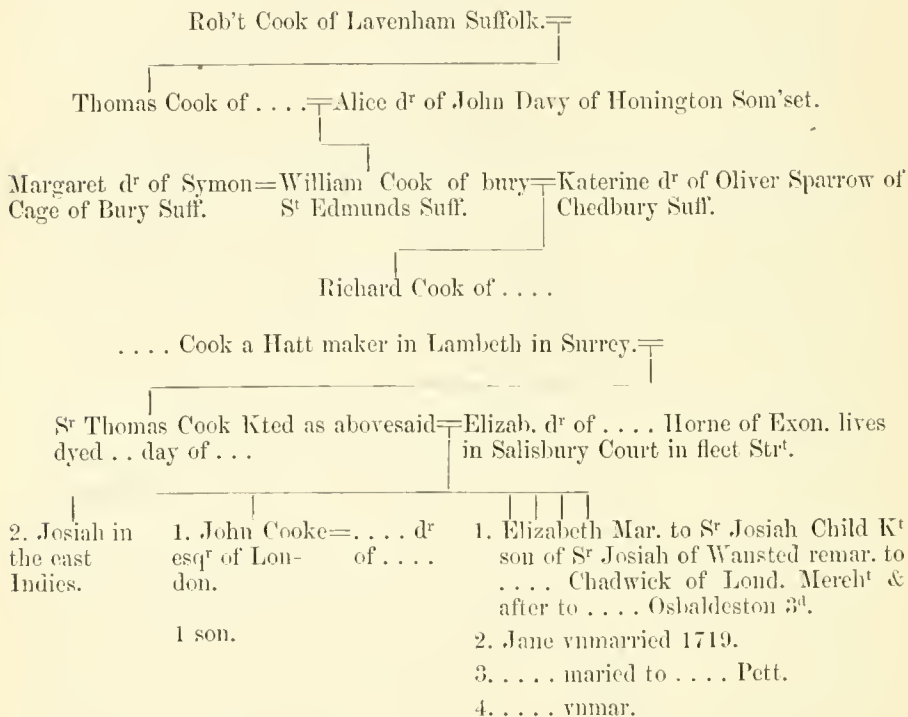 Rob't Cook of Lavenham Suffolk.
Thomas Cook of . . . . Alice dʳ of John Davy of Honington Som'set.
Margaret dʳ of Symon=William Cook of bury Katerine dʳ of Oliver Sparrow of
Cage of Bury Suff. Sᵗ Edmunds Suff. Chedbury Suff.
Richard Cook of . . . .
. . . . Cook a Hatt maker in Lambeth in Surrey.
Sʳ Thomas Cook Kted as abovesaid Elizab. dʳ of . . . . Horne of Exon. lives
dyed . . day of . . . in Salisbury Court in fleet Strᵗ.
2. Josiah in
the east
Indies.
1. John Cooke=. . . . dʳ
esqʳ of Lon- of . . . .
don.
1 son.
1. Elizabeth Mar. to Sʳ Josiah Child Kᵗ
son of Sʳ Josiah of Wansted remar. to
. . . . Chadwick of Lond. Merchᵗ &
after to . . . . Osbaldeston 3ᵈ.
2. Jane vnmarried 1719.
3. . . . . maried to . . . . Pett.
4. . . . . vnmar.